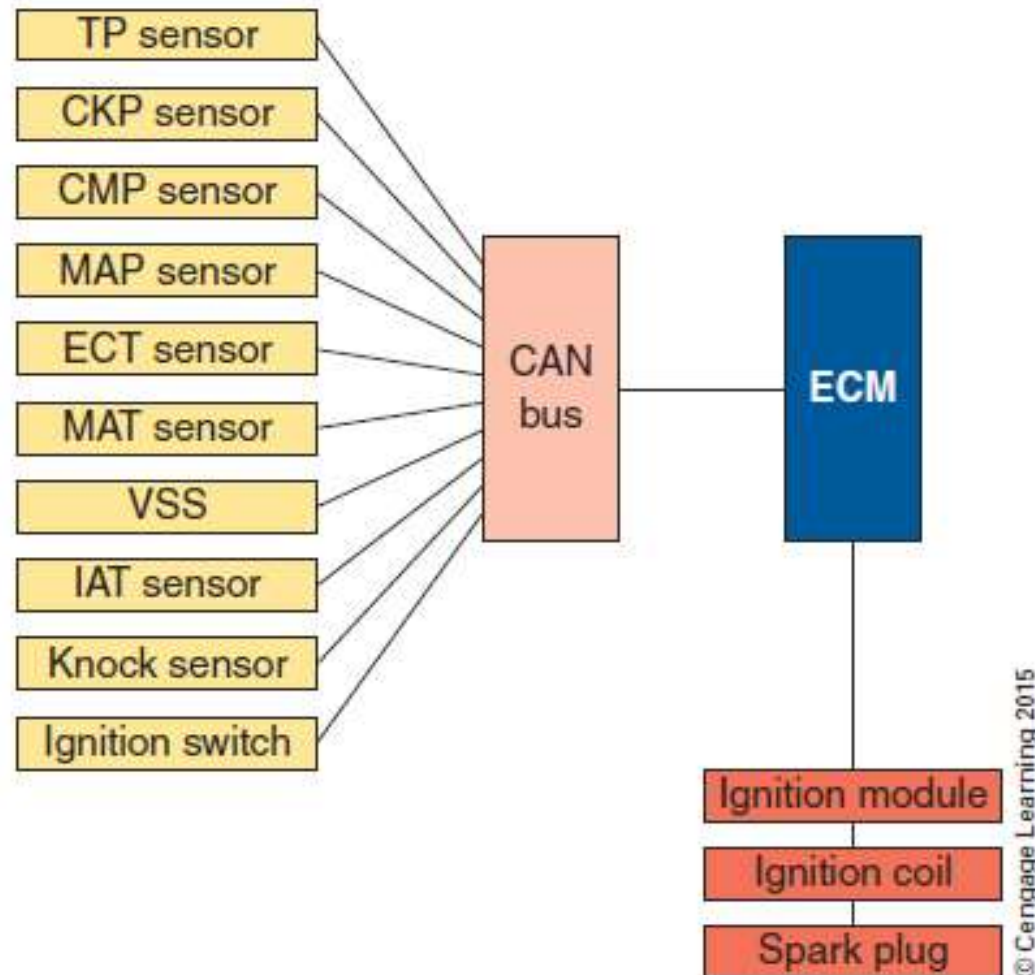 TP sensor
CKP sensor
CMP sensor
MAP sensor
ECT sensor
MAT sensor
VSS
IAT sensor
Knock sensor
Ignition switch
CAN
bus
ECM
Ignition module
Ignition coil
Spark plug
© Cengage Learning 2015